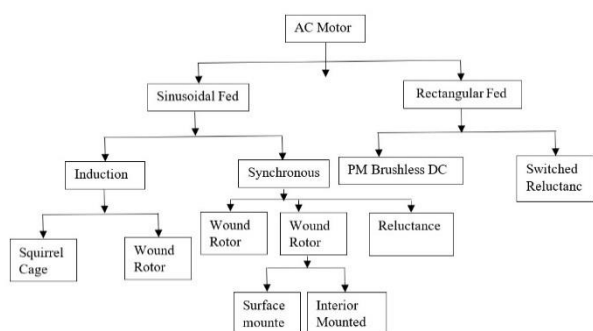 AC Motor
Sinusoidal Fed
Rectangular Fed
Induction
Synchronous
PM Brushless DC
Switched
Reluctanc
Squirrel
Cage
Wound
Rotor
Wound
Rotor
Wound
Rotor
Reluctance
Surface
mounte
Interior
Mounted